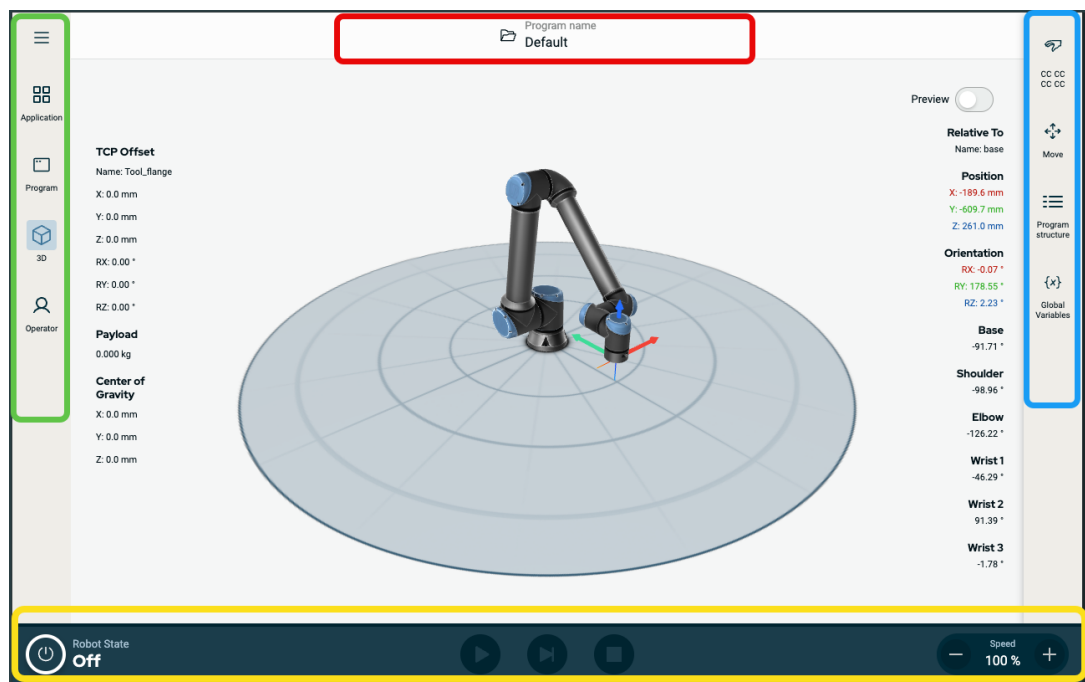 Program name
Default
Application
Program
3D
Operator
TCP Offset
Name: Tool_flange
X: 0.0 mm
Y: 0.0 mm
Z: 0.0 mm
RX: 0.00 °
RY: 0.00 °
RZ: 0.00 °
Payload
0.000 kg
Center of
Gravity
X: 0.0 mm
Y: 0.0 mm
Z: 0.0 mm
Preview
Relative To
Name: base
Position
X: -189.6 mm
Y: -609.7 mm
Z: 261.0 mm
Orientation
RX: -0.07 °
RY: 178.55 °
RZ: 2.23 °
Base
-91.71 °
Shoulder
-98.96 °
Elbow
-126.22 °
Wrist 1
-46.29 °
Wrist 2
91.39 °
Wrist 3
-1.78 °
CC CC
CC CC
Move
Program
structure
{x}
Global
Variables
Robot State
Off
Speed
100 %